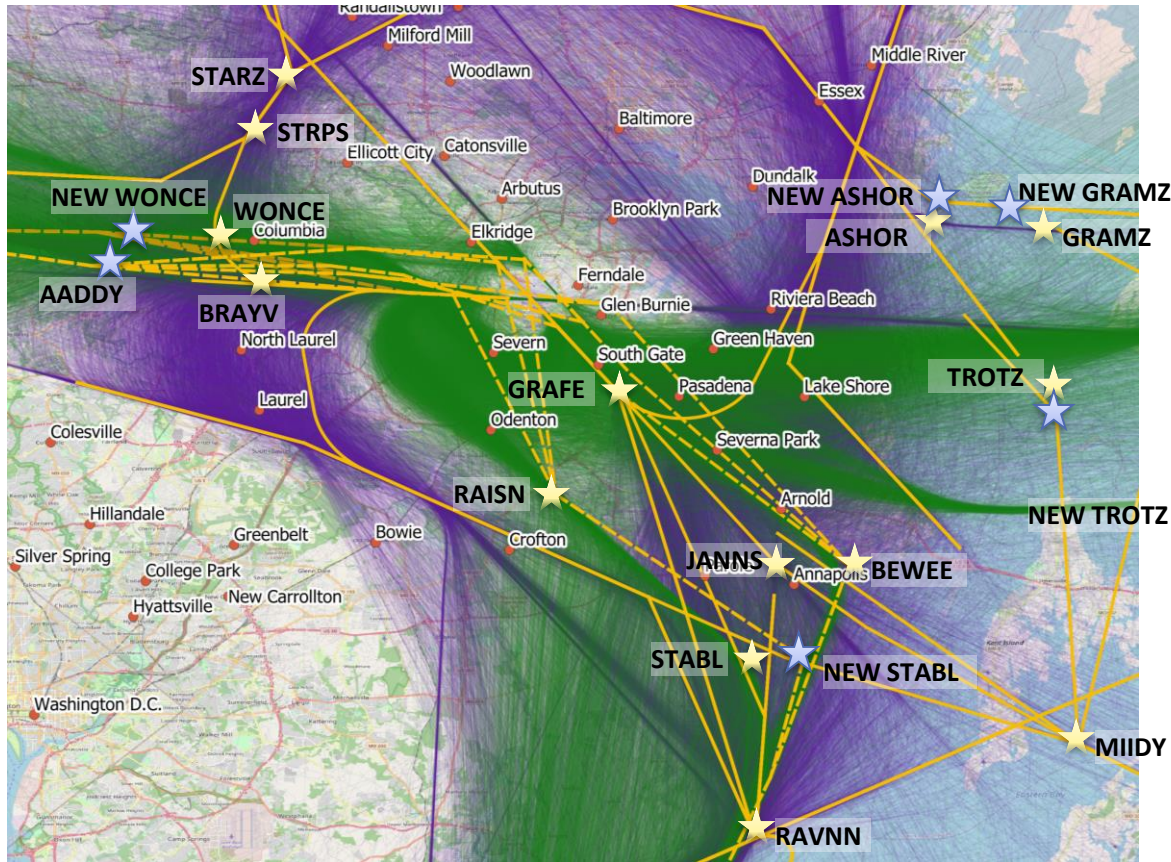 Randallstown
Milford Mill
Middle River
STARZ
Woodlawn
Essex
Baltimore
STRPS
Ellicott City
Catonsville
Dundalk
NEW WONCE
Arbutus
NEW ASHOR
NEW GRAMZ
WONCE
Brooklyn Park
Columbia
Elkridge
ASHOR
GRAMZ
AADDY
Ferndale
BRAYV
Glen Burnie
Riviera Beach
North Laurel
Severn
Green Haven
South Gate
TROTZ
GRAFE
Pasadena
Lake Shore
Laurel
Odenton
Colesville
Severna Park
RAISN
Arnold
NEW TROTZ
Hillandale
Greenbelt
Bowie
Crofton
Silver Spring
College Park
JANNS
Annapolis
BEWEE
Hyattsville
New Carrollton
STABL
NEW STABL
Washington D.C.
MIIDY
RAVNN